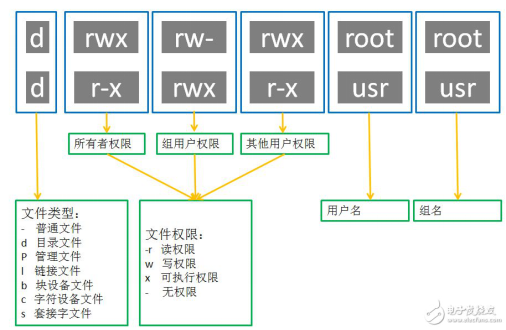 d rwx rw- rwx root root
d r-x rwx r-x usr usr
所有者权限 组用户权限 其他用户权限
用户名 组名
文件类型：
- 普通文件
d 目录文件
P 管理文件
l 链接文件
b 块设备文件
c 字符设备文件
s 套接字文件
文件权限：
-r 读权限
w 写权限
x 可执行权限
- 无权限
电子发烧友
www.elecfans.com